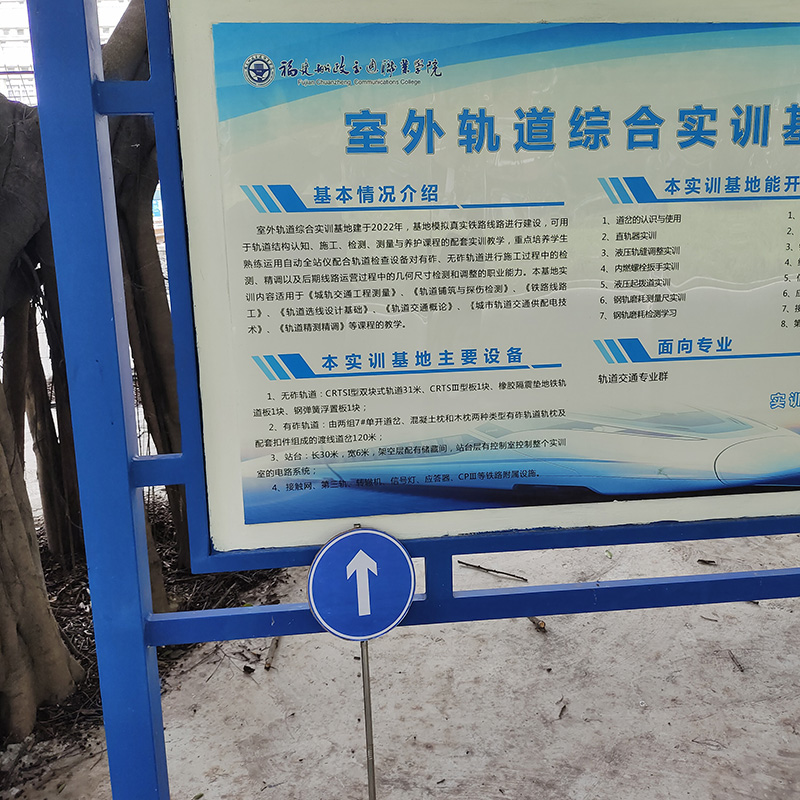 福建船政交通职业学院
Fujian Chuanzheng Communications College
室外轨道综合实训基
基本情况介绍
室外轨道综合实训基地建于2022年，基地模拟真实铁路线路进行建设，可用
于轨道结构认知、施工、检测、测量与养护课程的配套实训教学，重点培养学生
熟练运用自动全站仪配合轨道检查设备对有砟、无砟轨道进行施工过程中的检
测、精调以及后期线路运营过程中的几何尺寸检测和调整的职业能力。本基地实
训内容适用于《城轨交通工程测量》、《轨道铺筑与探伤检测》、《铁路线路
工》、《轨道选线设计基础》、《轨道交通概论》、《城市轨道交通供配电技
术》、《轨道精测精调》等课程的教学。
本实训基地主要设备
1、无砟轨道：CRTSⅠ型双块式轨道31米、CRTSⅢ型板1块、橡胶隔震垫地铁轨
道板1块、钢弹簧浮置板1块；
2、有砟轨道：由两组7#单开道岔、混凝土枕和木枕两种类型有砟轨道轨枕及
配套扣件组成的渡线道岔120米；
3、站台：长30米，宽6米，架空层配有储藏间，站台层有控制室控制整个实训
室的电路系统；
4、接触网、第三轨、转辙机、信号灯、应答器、CPⅢ等铁路附属设施。
本实训基地能开
1、道岔的认识与使用
2、直轨器实训
3、液压轨缝调整实训
4、内燃螺栓扳手实训
5、液压起拨道实训
6、钢轨磨耗测量尺实训
7、钢轨磨耗检测学习
1、
2、
3、
4、
5、
6、
7、接
8、第
面向专业
轨道交通专业群
实训